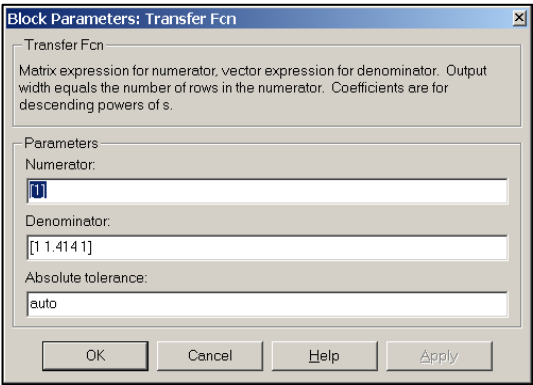 Block Parameters: Transfer Fcn
Transfer Fcn
Matrix expression for numerator, vector expression for denominator. Output
width equals the number of rows in the numerator. Coefficients are for
descending powers of s.
Parameters
Numerator:
[1]
Denominator:
[1 1.414 1]
Absolute tolerance:
auto
OK Cancel Help Apply